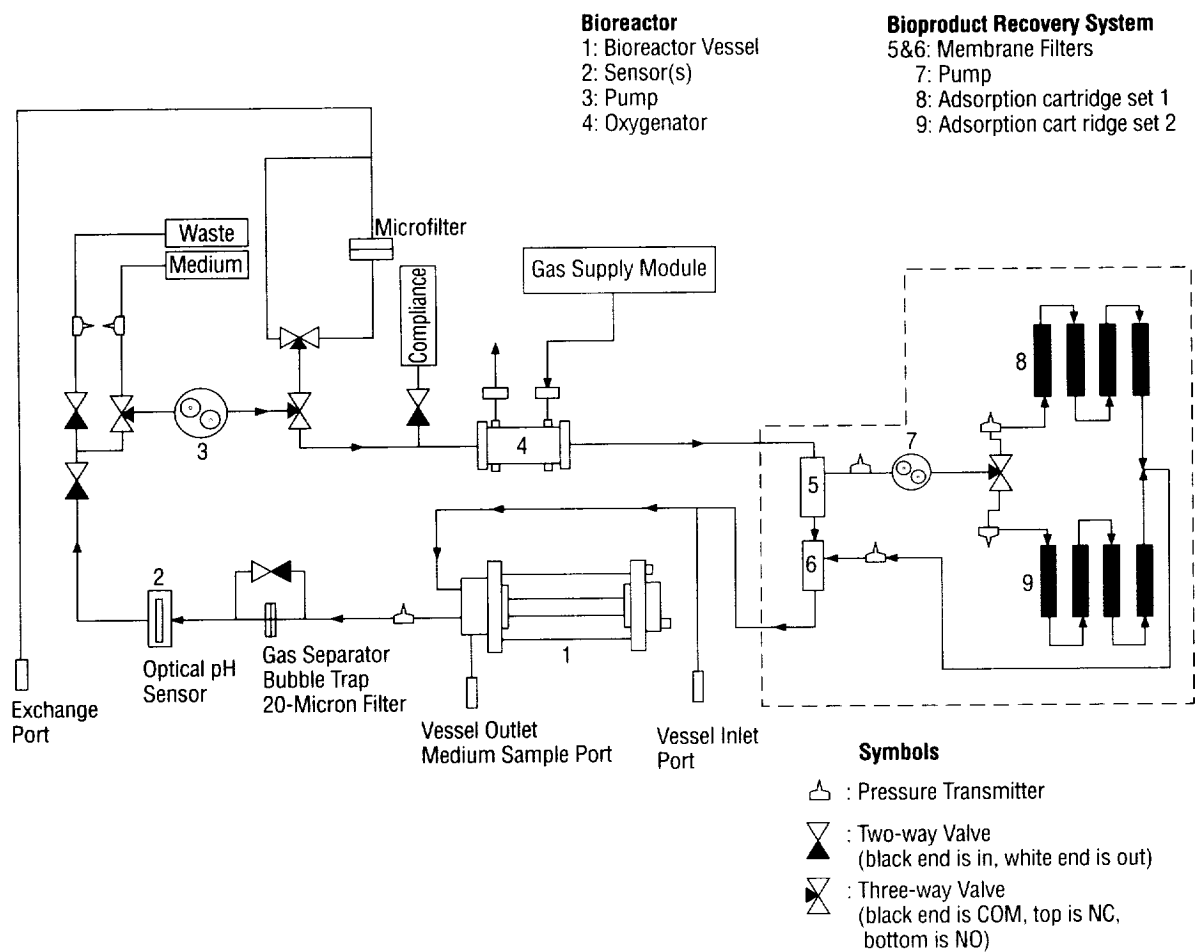 Bioreactor
1: Bioreactor Vessel
2: Sensor(s)
3: Pump
4: Oxygenator
Bioproduct Recovery System
5&6: Membrane Filters
7: Pump
8: Adsorption cartridge set 1
9: Adsorption cart ridge set 2
Waste
Medium
Microfilter
Compliance
Gas Supply Module
3
4
5
6
7
8
9
2
1
Optical pH
Sensor
Gas Separator
Bubble Trap
20-Micron Filter
Exchange
Port
Vessel Outlet
Medium Sample Port
Vessel Inlet
Port
Symbols
: Pressure Transmitter
: Two-way Valve
(black end is in, white end is out)
: Three-way Valve
(black end is COM, top is NC,
bottom is NO)